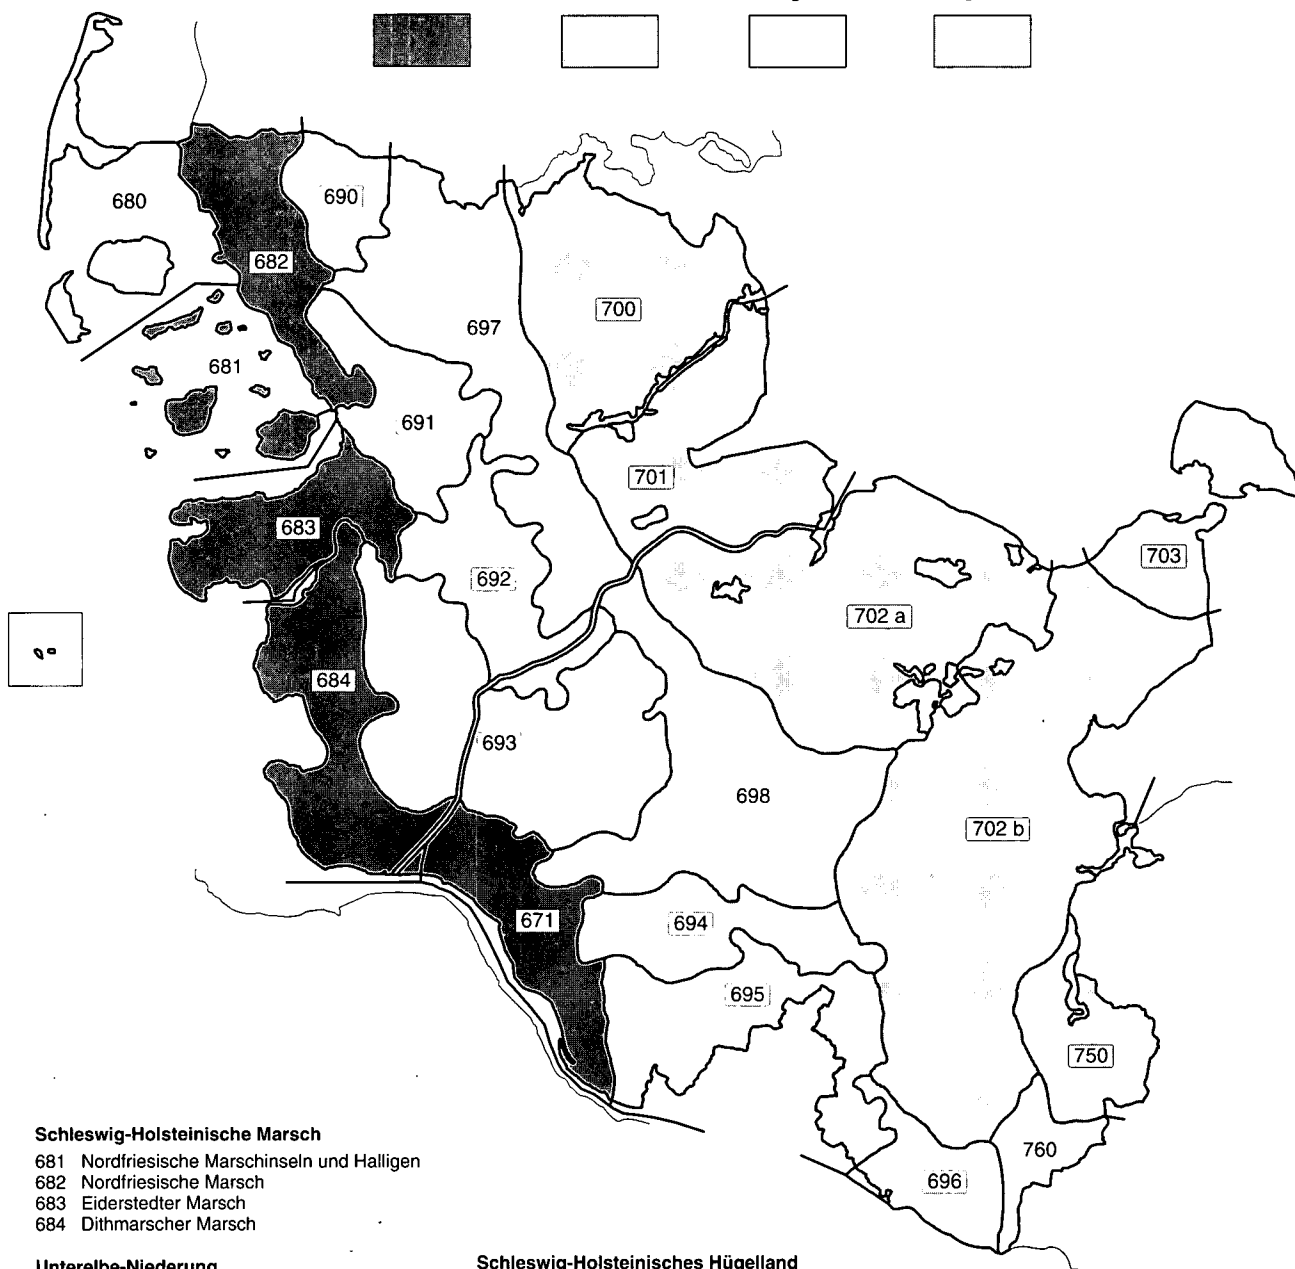 680
690
682
700
697
681
691
701
683
703
692
702 a
684
693
698
702 b
671
694
695
750
760
696
Schleswig-Holsteinische Marsch
681 Nordfriesische Marschinseln und Halligen
682 Nordfriesische Marsch
683 Eiderstedter Marsch
684 Dithmarscher Marsch
Unterelbe-Niederung
Schleswig-Holsteinisches Hügelland